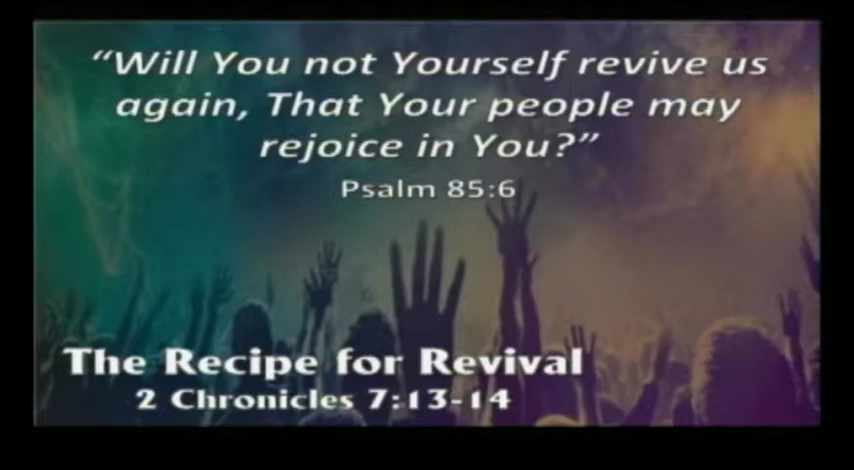 “Will You not Yourself revive us
again, That Your people may
rejoice in You?”
Psalm 85:6
The Recipe for Revival
2 Chronicles 7:13-14